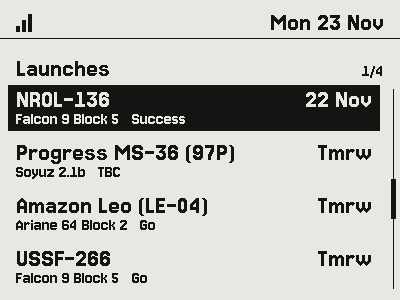 Mon 23 Nov
Launches 1/4
NROL-136 22 Nov
Falcon 9 Block 5 Success
Progress MS-36 (97P) Tmrw
Soyuz 2.1b TBC
Amazon Leo (LE-04) Tmrw
Ariane 64 Block 2 Go
USSF-266 Tmrw
Falcon 9 Block 5 Go